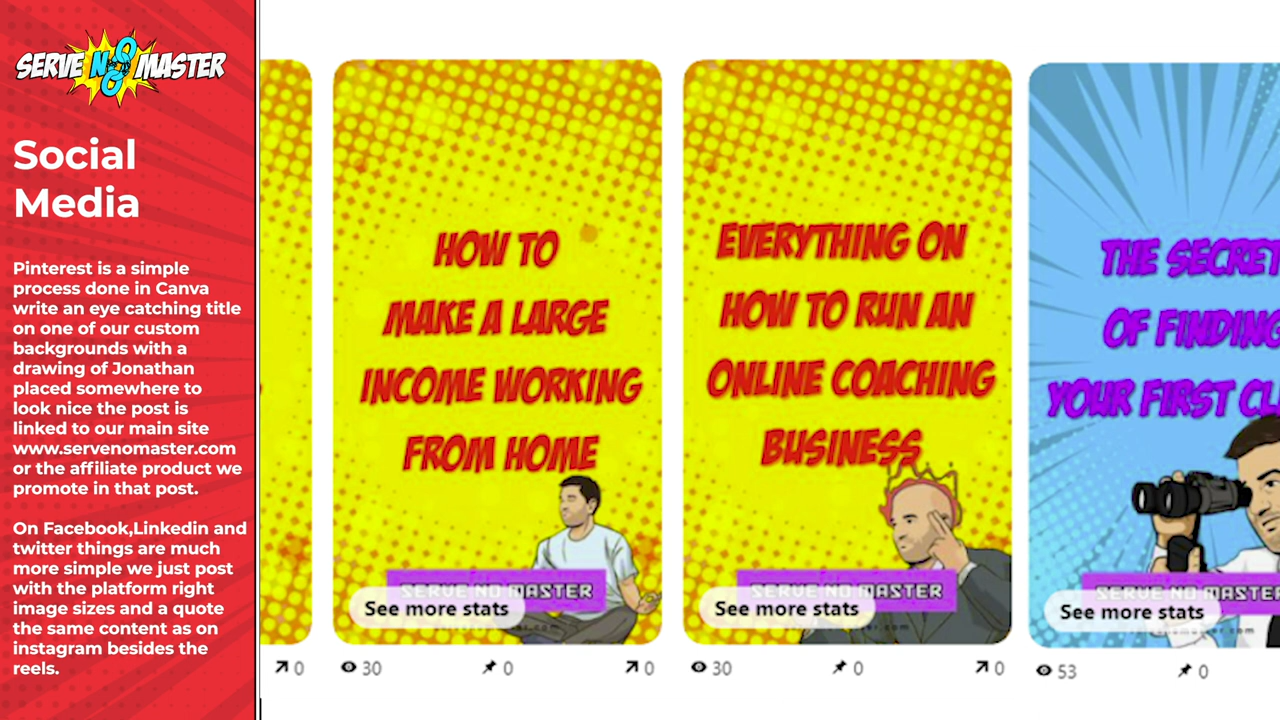 SERVE NO MASTER
Social
Media
Pinterest is a simple
process done in Canva
write an eye catching title
on one of our custom
backgrounds with a
drawing of Jonathan
placed somewhere to
look nice the post is
linked to our main site
www.servenomaster.com
or the affiliate product we
promote in that post.
On Facebook,Linkedin and
twitter things are much
more simple we just post
with the platform right
image sizes and a quote
the same content as on
instagram besides the
reels.
0
HOW TO
MAKE A LARGE
INCOME WORKING
FROM HOME
SERVE NO MASTER
See more stats
30
0
0
EVERYTHING ON
HOW TO RUN AN
ONLINE COACHING
BUSINESS
SERVE NO MASTER
See more stats
30
0
0
THE SECRET
OF FINDING
YOUR FIRST CL
SERVE NO MASTER
See more stats
53
0